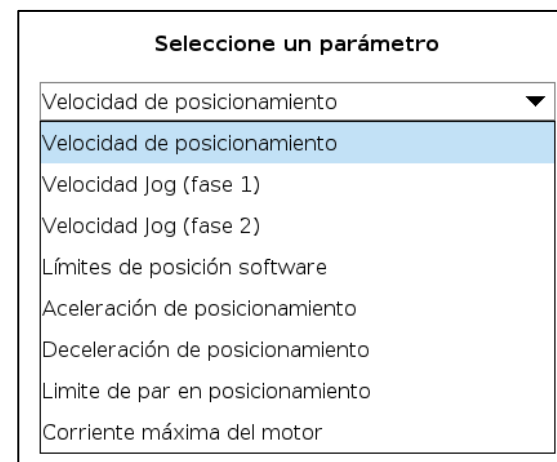 Seleccione un parámetro
Velocidad de posicionamiento
Velocidad de posicionamiento
Velocidad Jog (fase 1)
Velocidad Jog (fase 2)
Límites de posición software
Aceleración de posicionamiento
Deceleración de posicionamiento
Limite de par en posicionamiento
Corriente máxima del motor